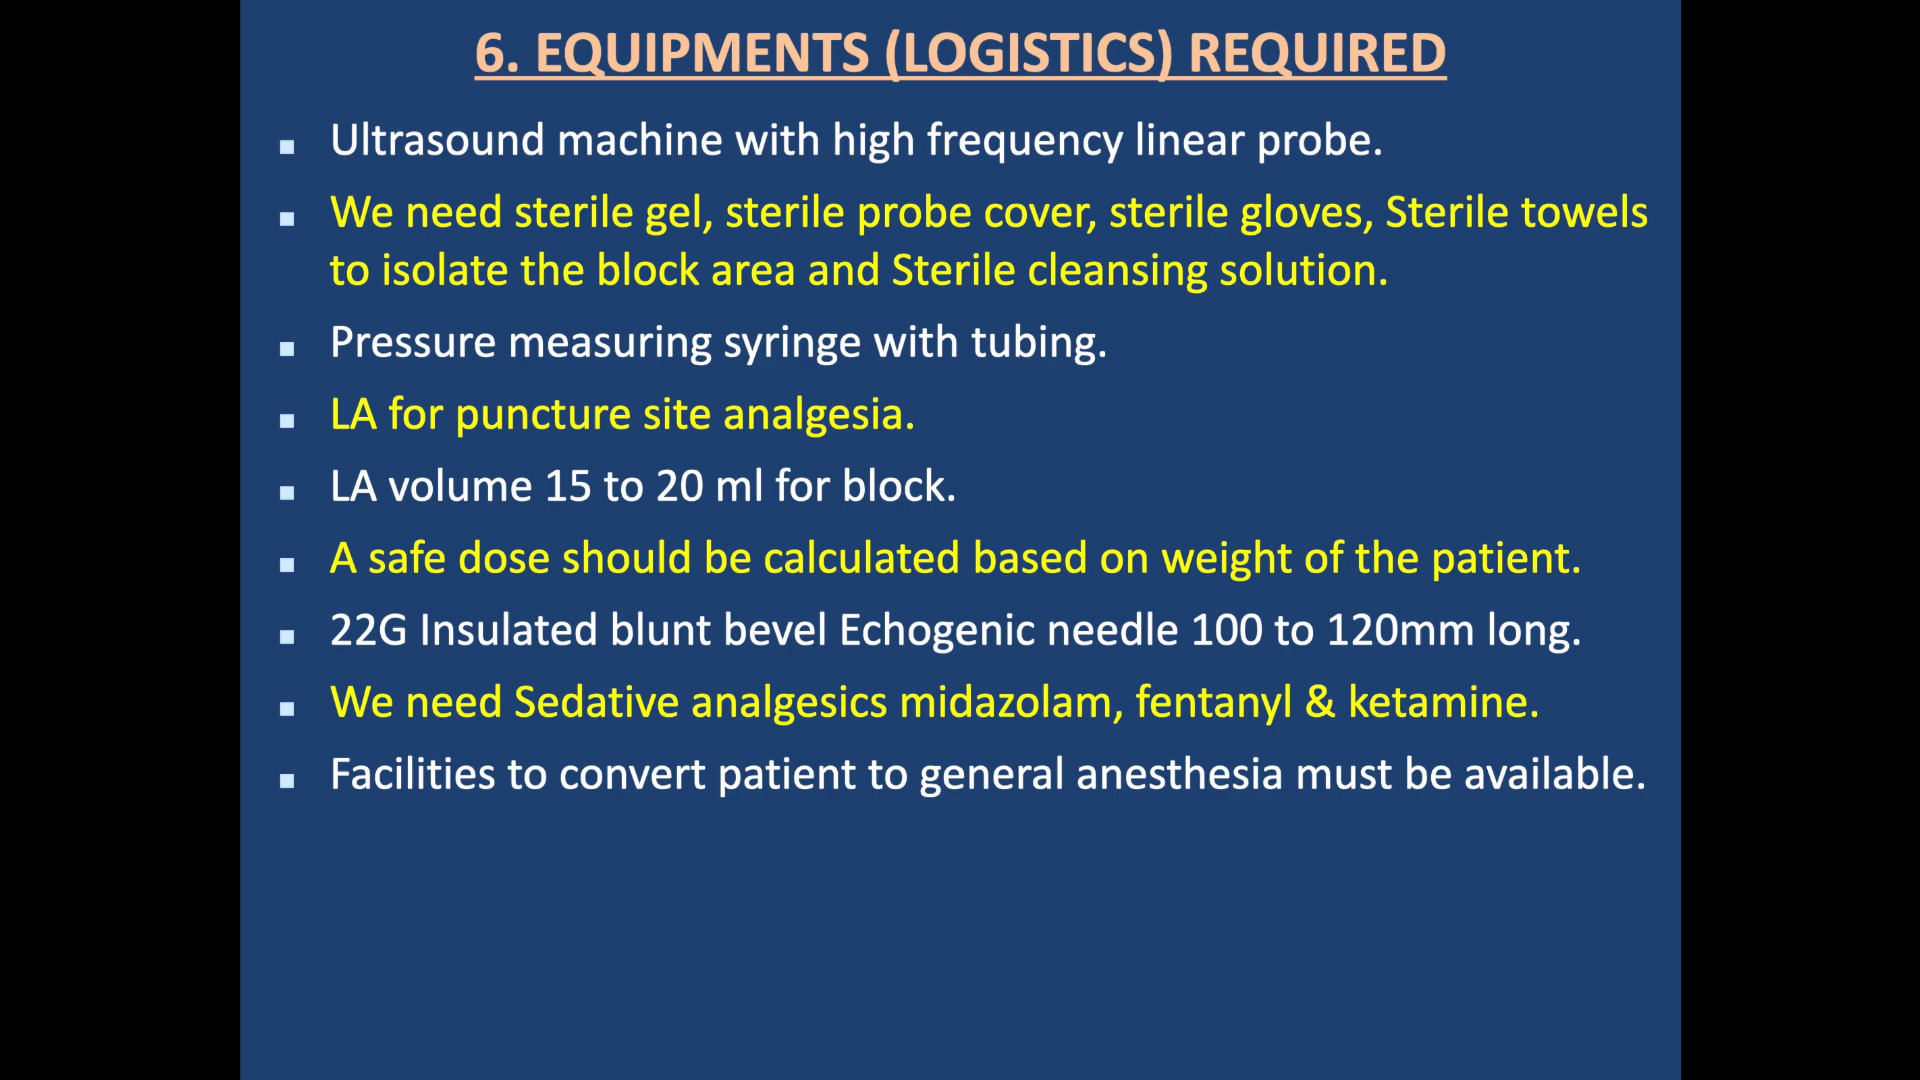 6. EQUIPMENTS (LOGISTICS) REQUIRED
Ultrasound machine with high frequency linear probe.
We need sterile gel, sterile probe cover, sterile gloves, Sterile towels
to isolate the block area and Sterile cleansing solution.
Pressure measuring syringe with tubing.
LA for puncture site analgesia.
LA volume 15 to 20 ml for block.
A safe dose should be calculated based on weight of the patient.
22G Insulated blunt bevel Echogenic needle 100 to 120mm long.
We need Sedative analgesics midazolam, fentanyl & ketamine.
Facilities to convert patient to general anesthesia must be available.